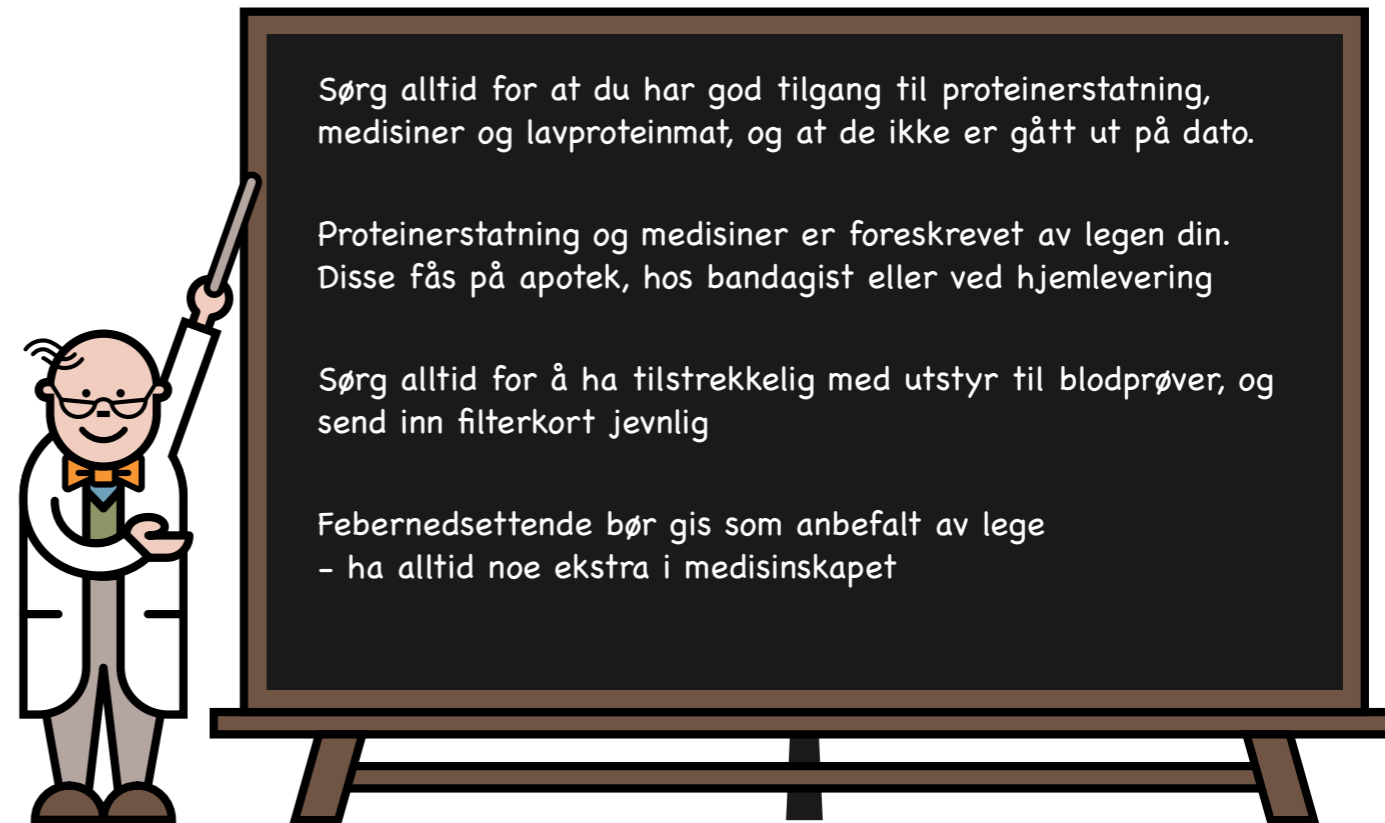 Sørg alltid for at du har god tilgang til proteinerstatning,
medisiner og lavproteinmat, og at de ikke er gått ut på dato.
Proteinerstatning og medisiner er foreskrevet av legen din.
Disse fås på apotek, hos bandagist eller ved hjemlevering
Sørg alltid for å ha tilstrekkelig med utstyr til blodprøver, og
send inn filterkort jevnlig
Febernedsettende bør gis som anbefalt av lege
– ha alltid noe ekstra i medisinskapet